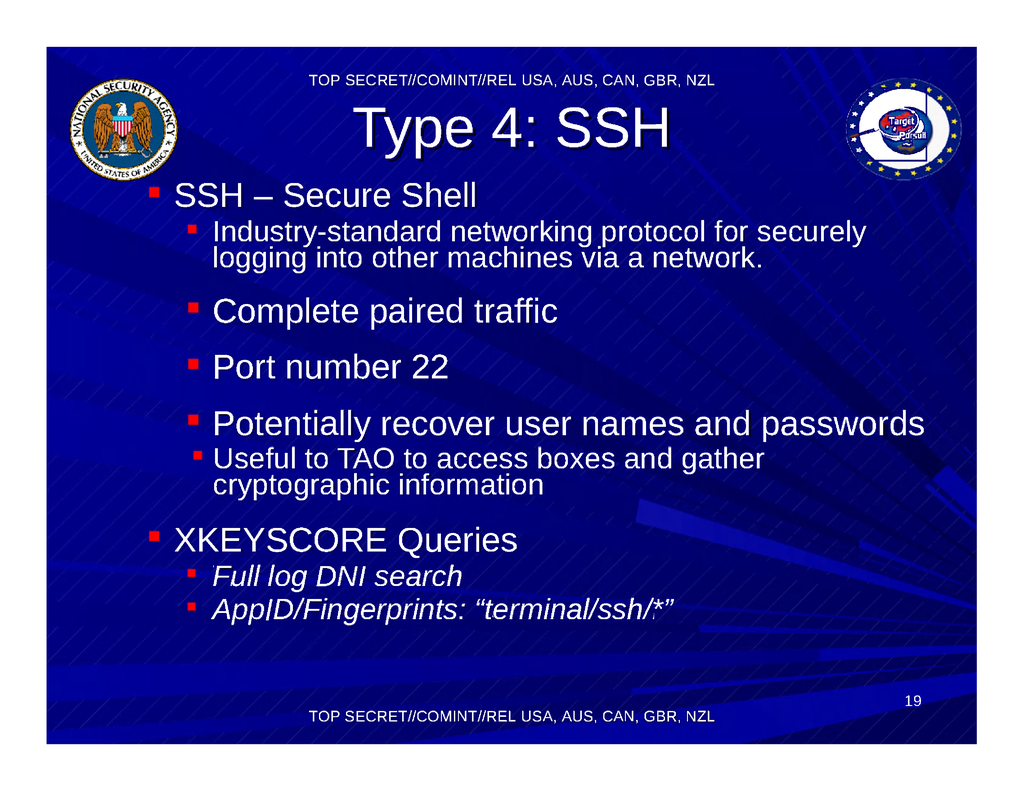 TOP SECRET//COMINT//REL USA, AUS, CAN, GBR, NZL
Type 4: SSH
NATIONAL SECURITY AGENCY
UNITED STATES OF AMERICA
Target
Pursuit
SSH – Secure Shell
Industry-standard networking protocol for securely
logging into other machines via a network.
Complete paired traffic
Port number 22
Potentially recover user names and passwords
Useful to TAO to access boxes and gather
cryptographic information
XKEYSCORE Queries
Full log DNI search
AppID/Fingerprints: “terminal/ssh/*”
19
TOP SECRET//COMINT//REL USA, AUS, CAN, GBR, NZL